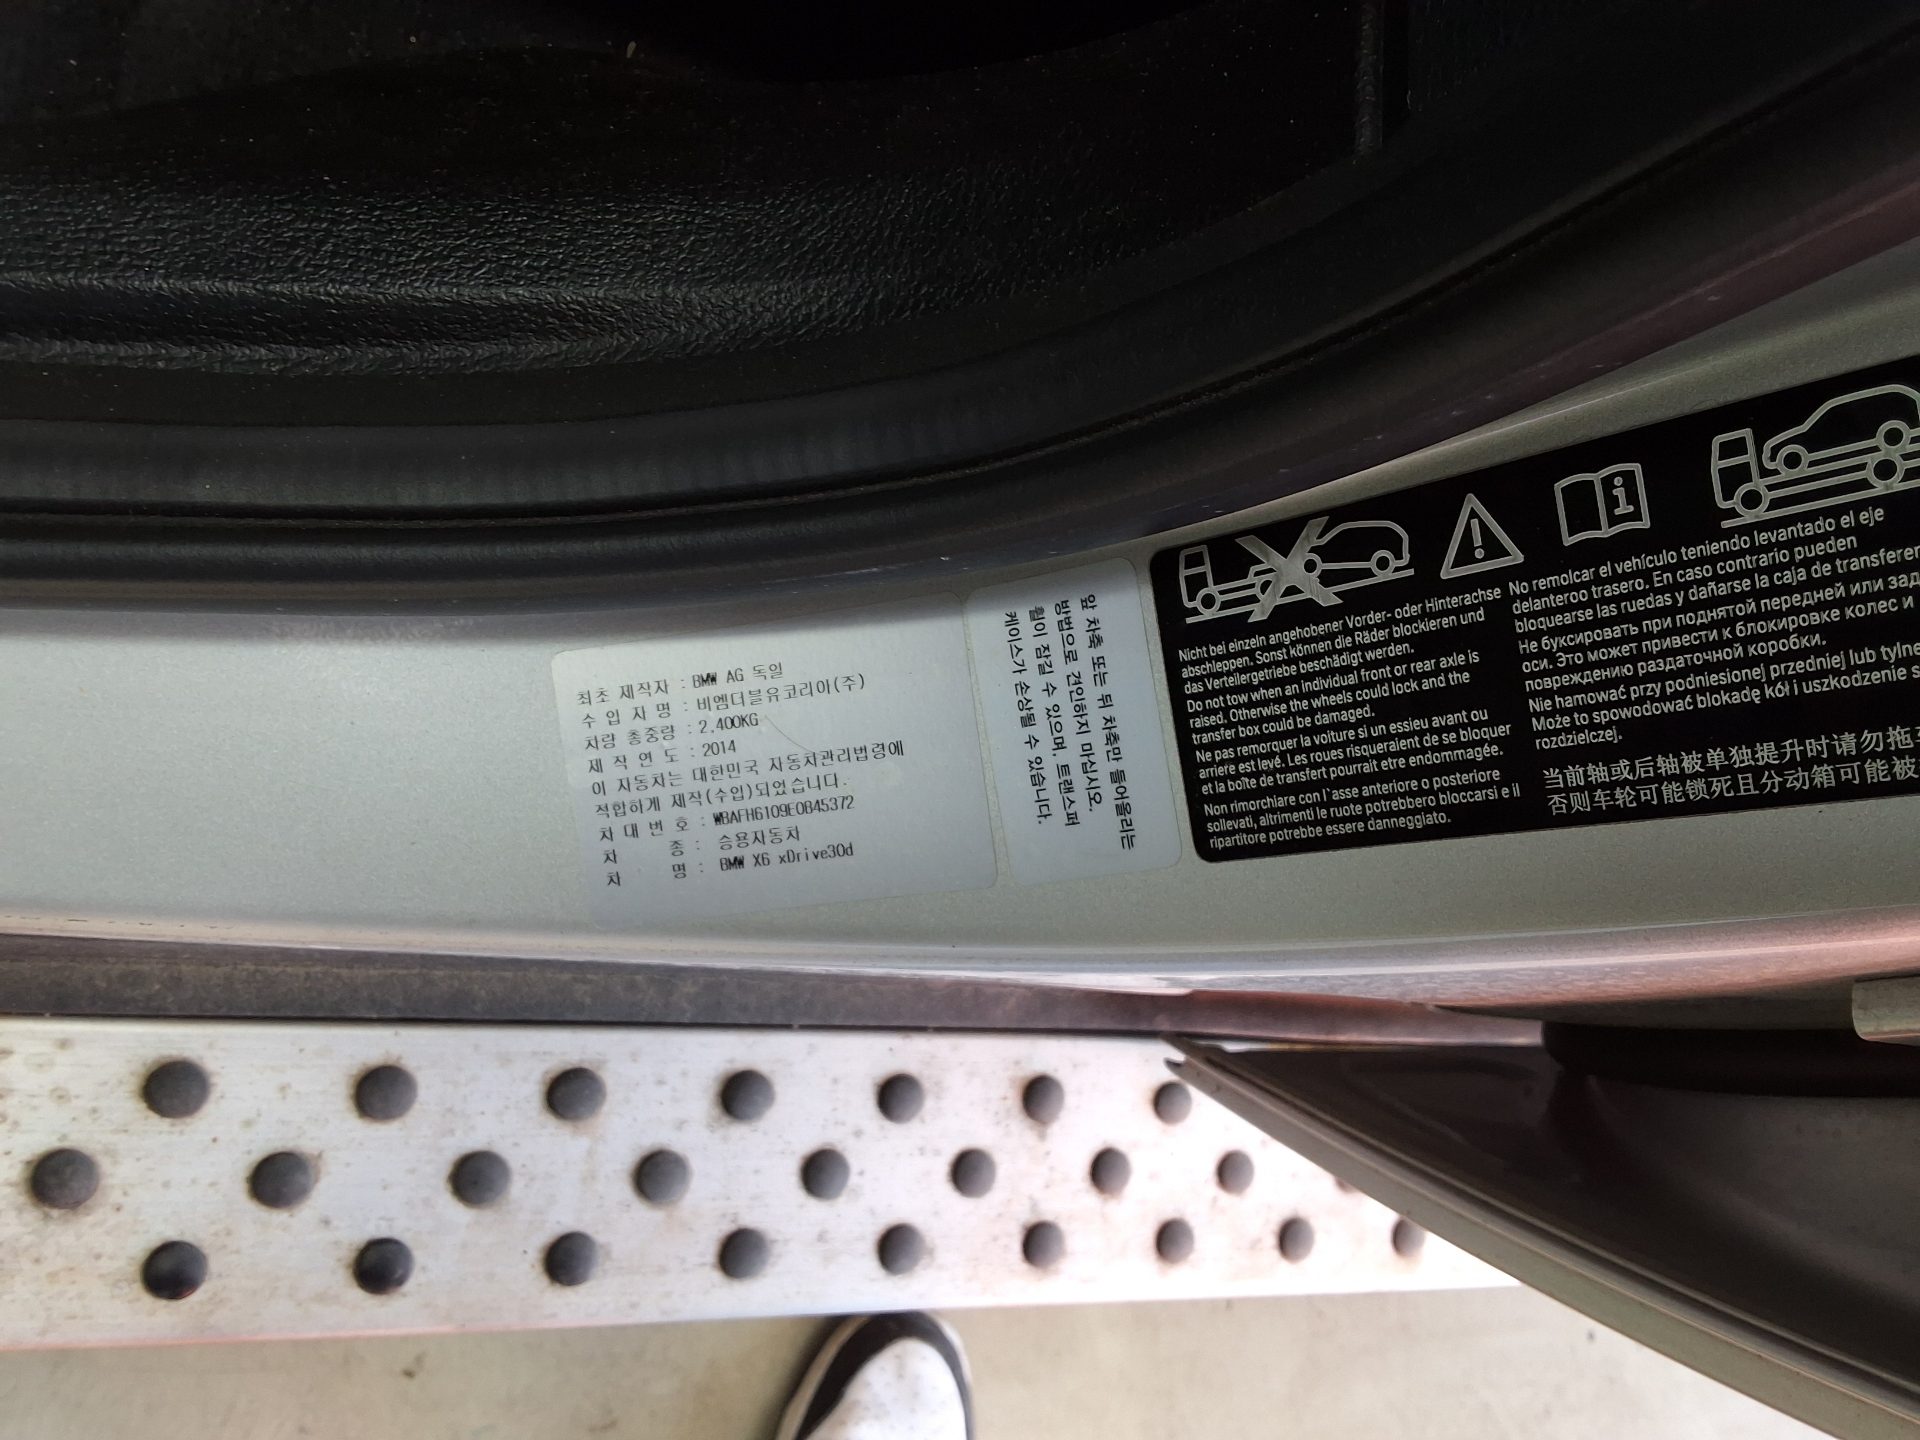 최초 제작자 : BMW AG 독일
수 입 자 명 : 비엠더블유코리아(주)
차량 총중량 : 2,400KG
제 작 연 도 : 2014
이 자동차는 대한민국 자동차관리법령에
적합하게 제작(수입)되었습니다.
차 대 번 호 : WBAFH6109E0B45372
차 종 : 승용자동차
차 명 : BMW X6 xDrive30d
앞 차축 또는 뒤 차축만 들어올리는
방법으로 견인하지 마십시오.
휠이 잠길 수 있으며, 트랜스퍼
케이스가 손상될 수 있습니다.
Nicht bei einzeln angehobener Vorder- oder Hinterachse
abschleppen. Sonst können die Räder blockieren und
das Verteilergetriebe beschädigt werden.
Do not tow when an individual front or rear axle is
raised. Otherwise the wheels could lock and the
transfer box could be damaged.
Ne pas remorquer la voiture si un essieu avant ou
arriere est levé. Les roues risqueraient de se bloquer
et la boîte de transfert pourrait etre endommagée.
Non rimorchiare con l`asse anteriore o posteriore
sollevati, altrimenti le ruote potrebbero bloccarsi e il
ripartitore potrebbe essere danneggiato.
No remolcar el vehículo teniendo levantado el eje
delanteroo trasero. En caso contrario pueden
bloquearse las ruedas y dañarse la caja de
Не буксировать при поднятой передней или
оси. Это может привести к блокировке колес и
повреждению раздаточной коробки.
Nie hamować przy podniesionej przedniej lub
Może to spowodować blokadę kół i uszkodzenie
rozdzielczej.
当前轴或后轴被单独提升时请勿拖
否则车轮可能锁死且分动箱可能被